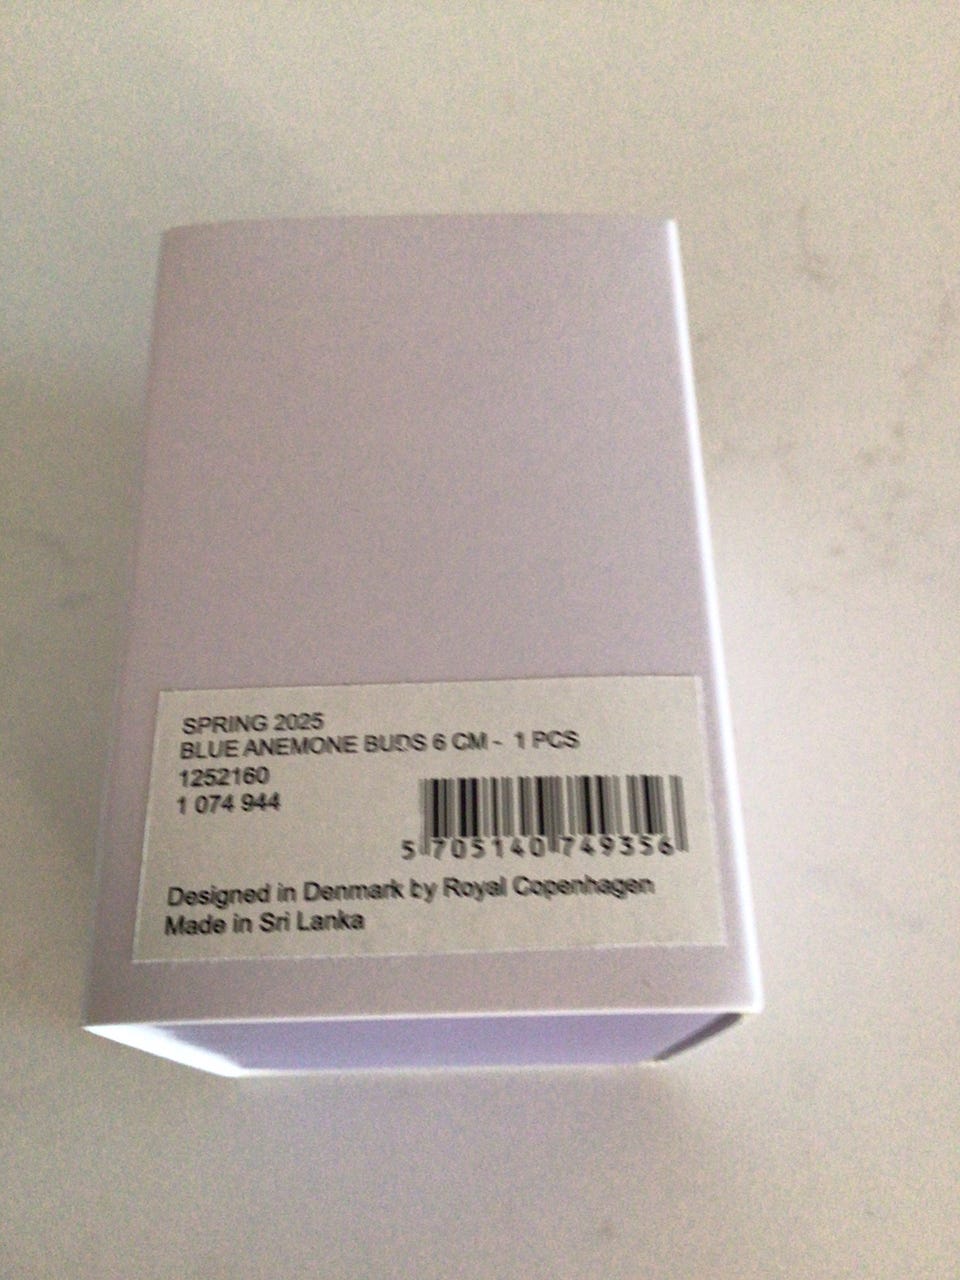 SPRING 2025
BLUE ANEMONE BUDS 6 CM - 1 PCS
1252160
1 074 944
5 705140 749356
Designed in Denmark by Royal Copenhagen
Made in Sri Lanka